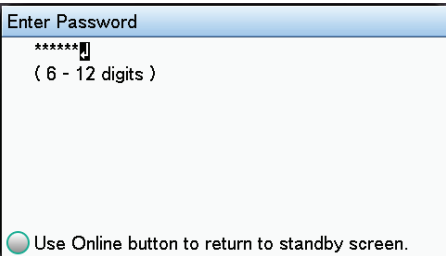 Enter Password
******↵
( 6 - 12 digits )
Use Online button to return to standby screen.